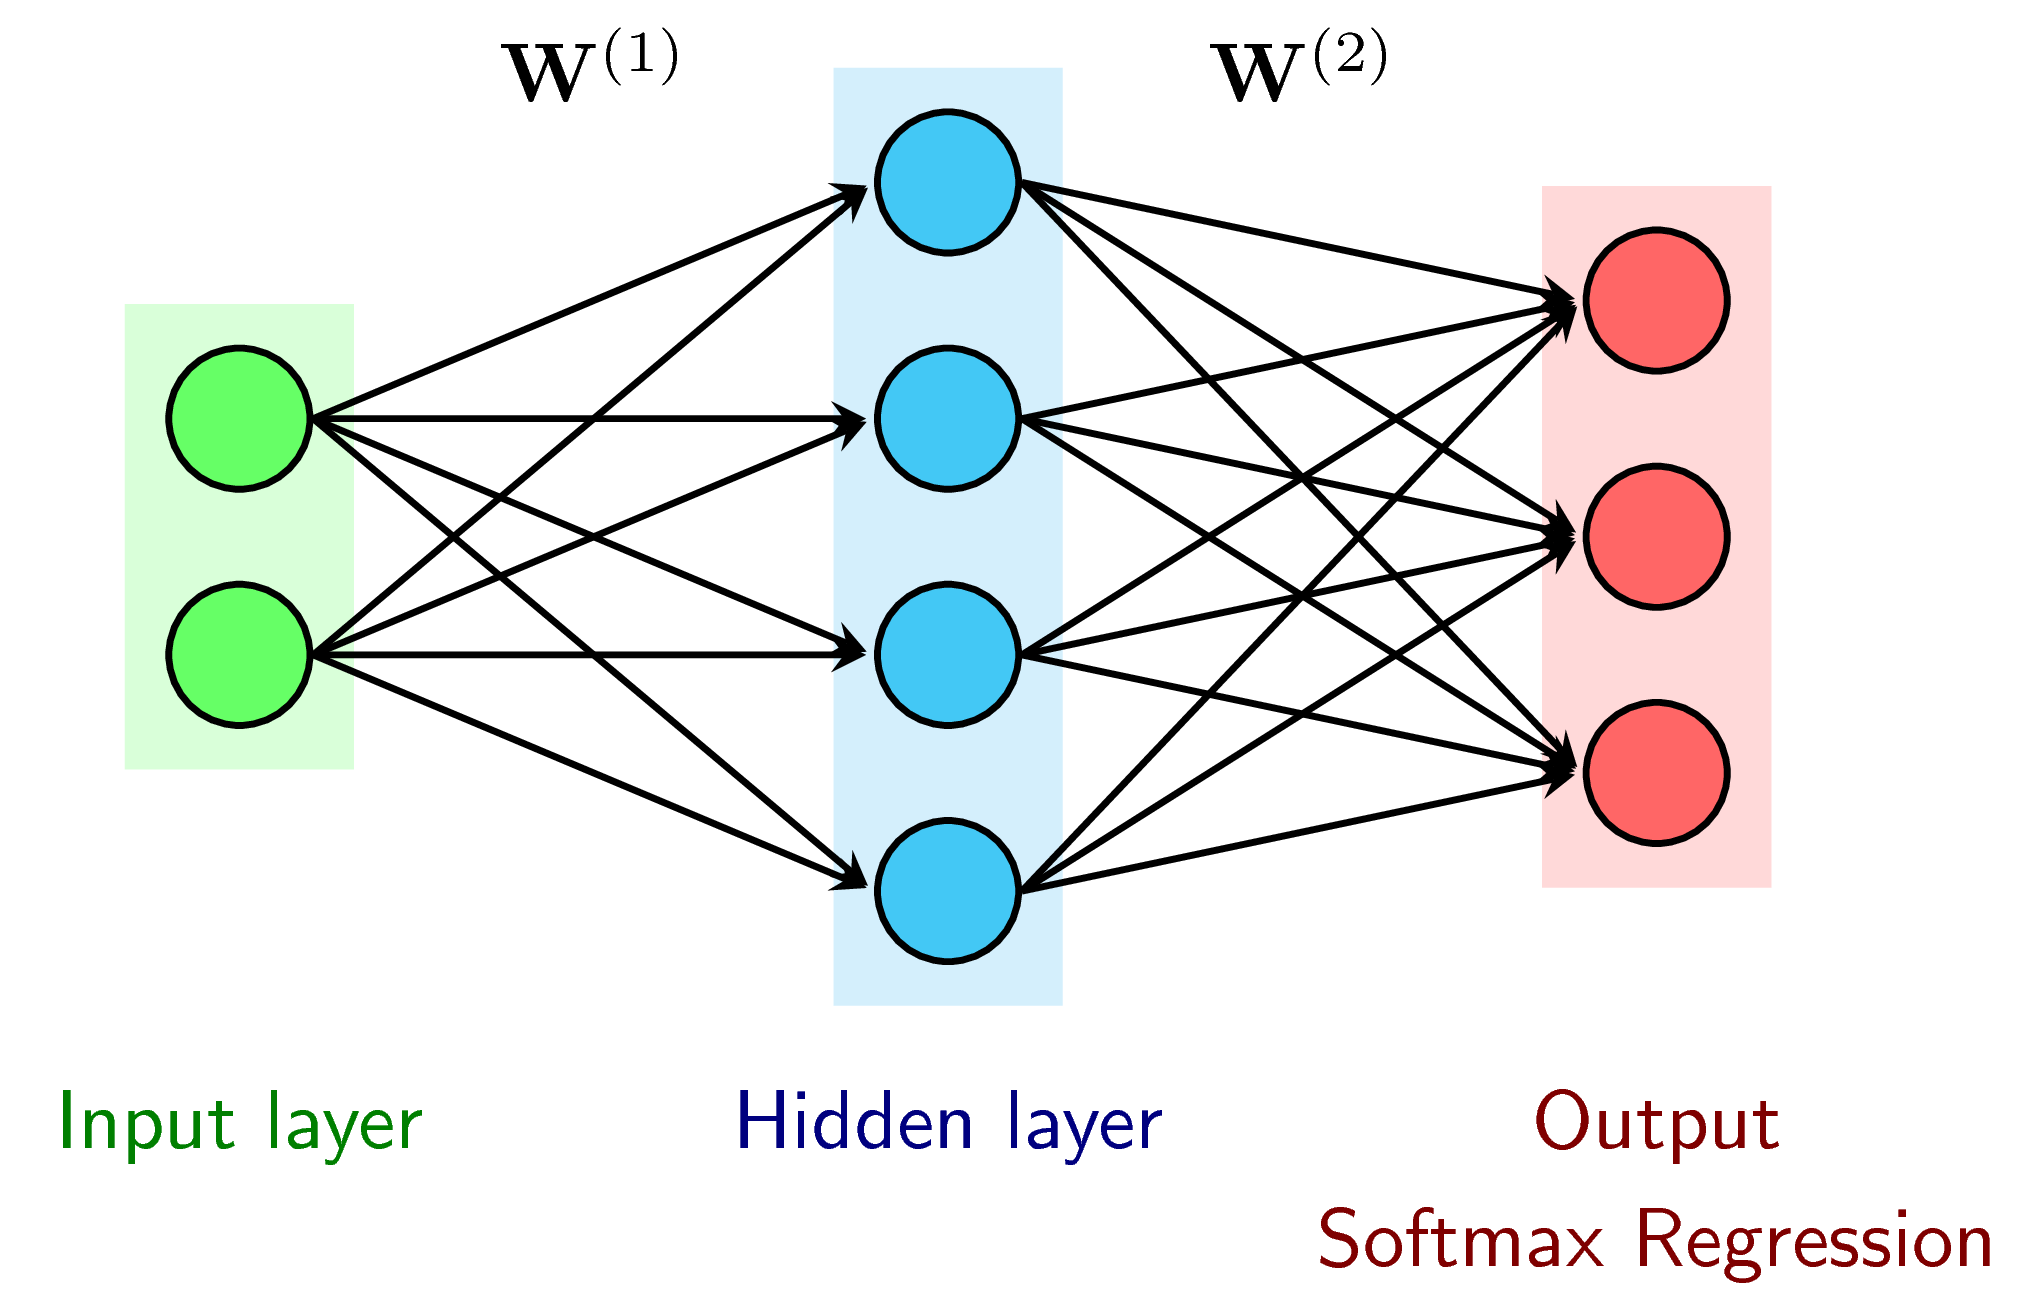 W⁽¹⁾
W⁽²⁾
Input layer
Hidden layer
Output
Softmax Regression